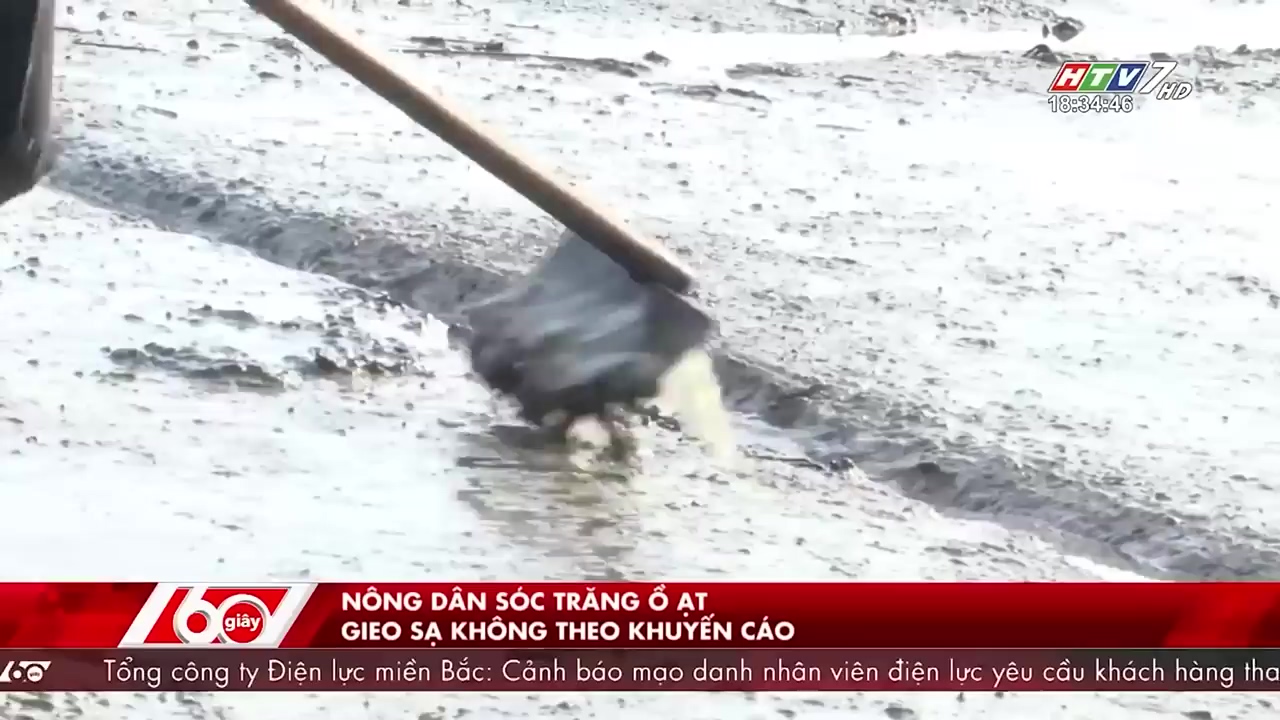 HTV7 HD
18:34:46
60 giây
NÔNG DÂN SÓC TRĂNG Ồ ẠT
GIEO SẠ KHÔNG THEO KHUYẾN CÁO
60 giây
Tổng công ty Điện lực miền Bắc: Cảnh báo mạo danh nhân viên điện lực yêu cầu khách hàng tha